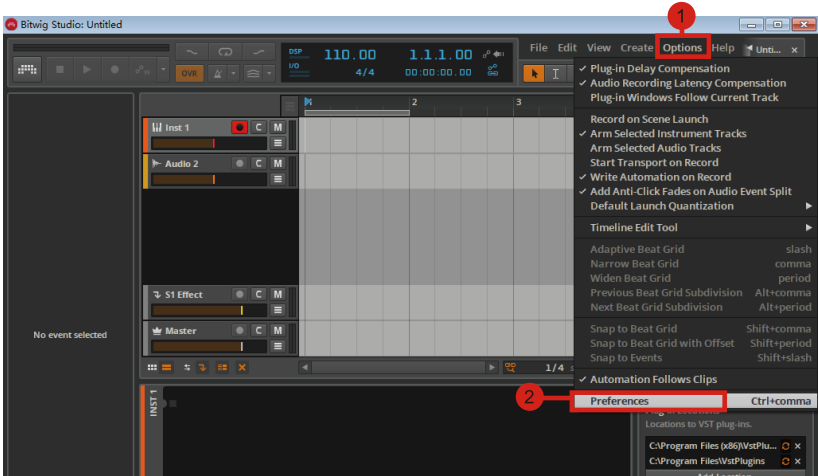 Bitwig Studio: Untitled
1
DSP
I/O
110.00
4/4
1.1.1.00
00:00:00.00
OVR
File Edit View Create Options Help
Unti... ×
Plug-in Delay Compensation
Audio Recording Latency Compensation
Plug-in Windows Follow Current Track
Record on Scene Launch
Arm Selected Instrument Tracks
Arm Selected Audio Tracks
Start Transport on Record
Write Automation on Record
Add Anti-Click Fades on Audio Event Split
Default Launch Quantization
Timeline Edit Tool
Adaptive Beat Grid slash
Narrow Beat Grid comma
Widen Beat Grid period
Previous Beat Grid Subdivision Alt+comma
Next Beat Grid Subdivision Alt+period
Snap to Beat Grid Shift+comma
Snap to Beat Grid with Offset Shift+period
Snap to Events Shift+slash
Automation Follows Clips
2
Preferences Ctrl+comma
2 3
Inst 1 C M
Audio 2 C M
S1 Effect C M
Master C M
No event selected
1/4
INST 1
Locations to VST plug-ins.
C:\Program Files (x86)\VstPlu... ×
C:\Program Files\VstPlugins ×